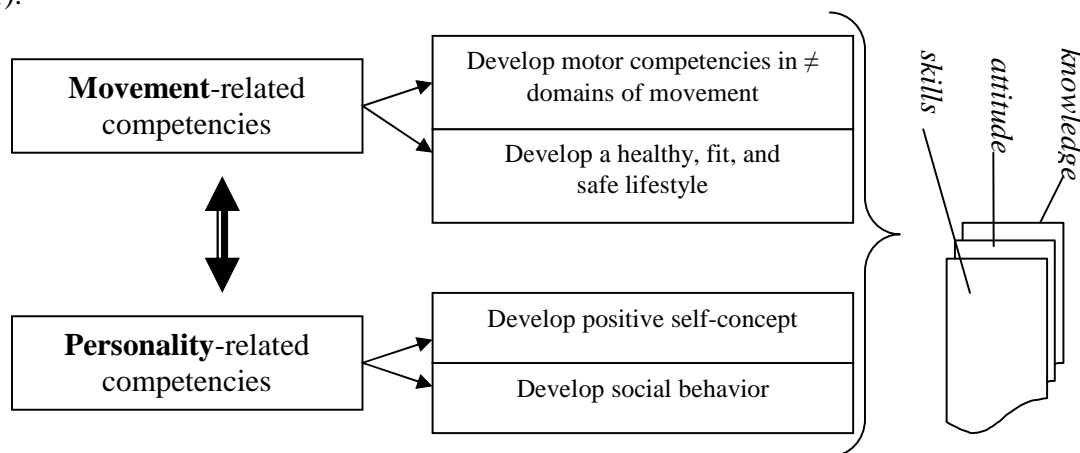 ).
Movement-related
competencies
Develop motor competencies in ≠
domains of movement
Develop a healthy, fit, and
safe lifestyle
Personality-related
competencies
Develop positive self-concept
Develop social behavior
skills
attitude
knowledge